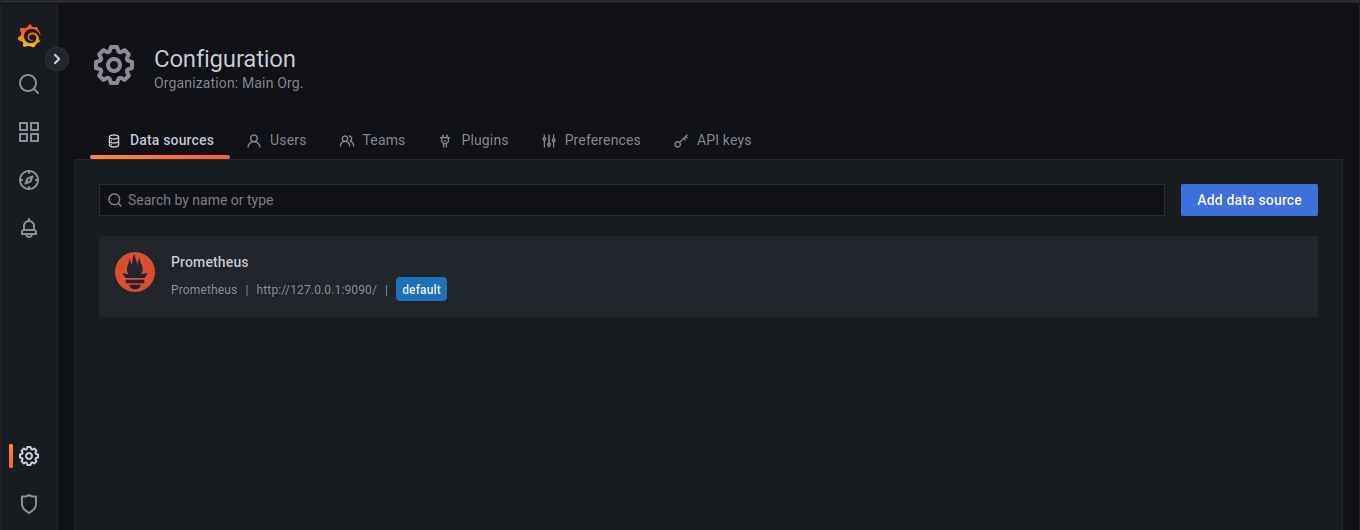 Configuration
Organization: Main Org.
Data sources Users Teams Plugins Preferences API keys
Search by name or type Add data source
Prometheus
Prometheus | http://127.0.0.1:9090/ | default